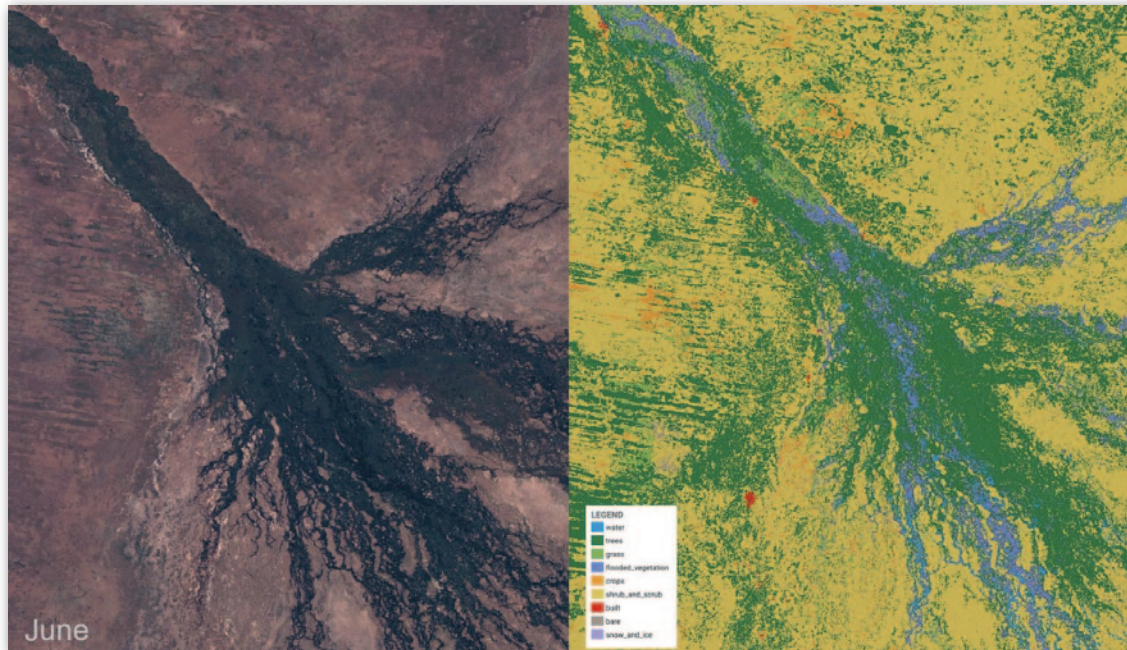 June
LEGEND
water
trees
grass
flooded_vegetation
crops
shrub_and_scrub
built
bare
snow_and_ice